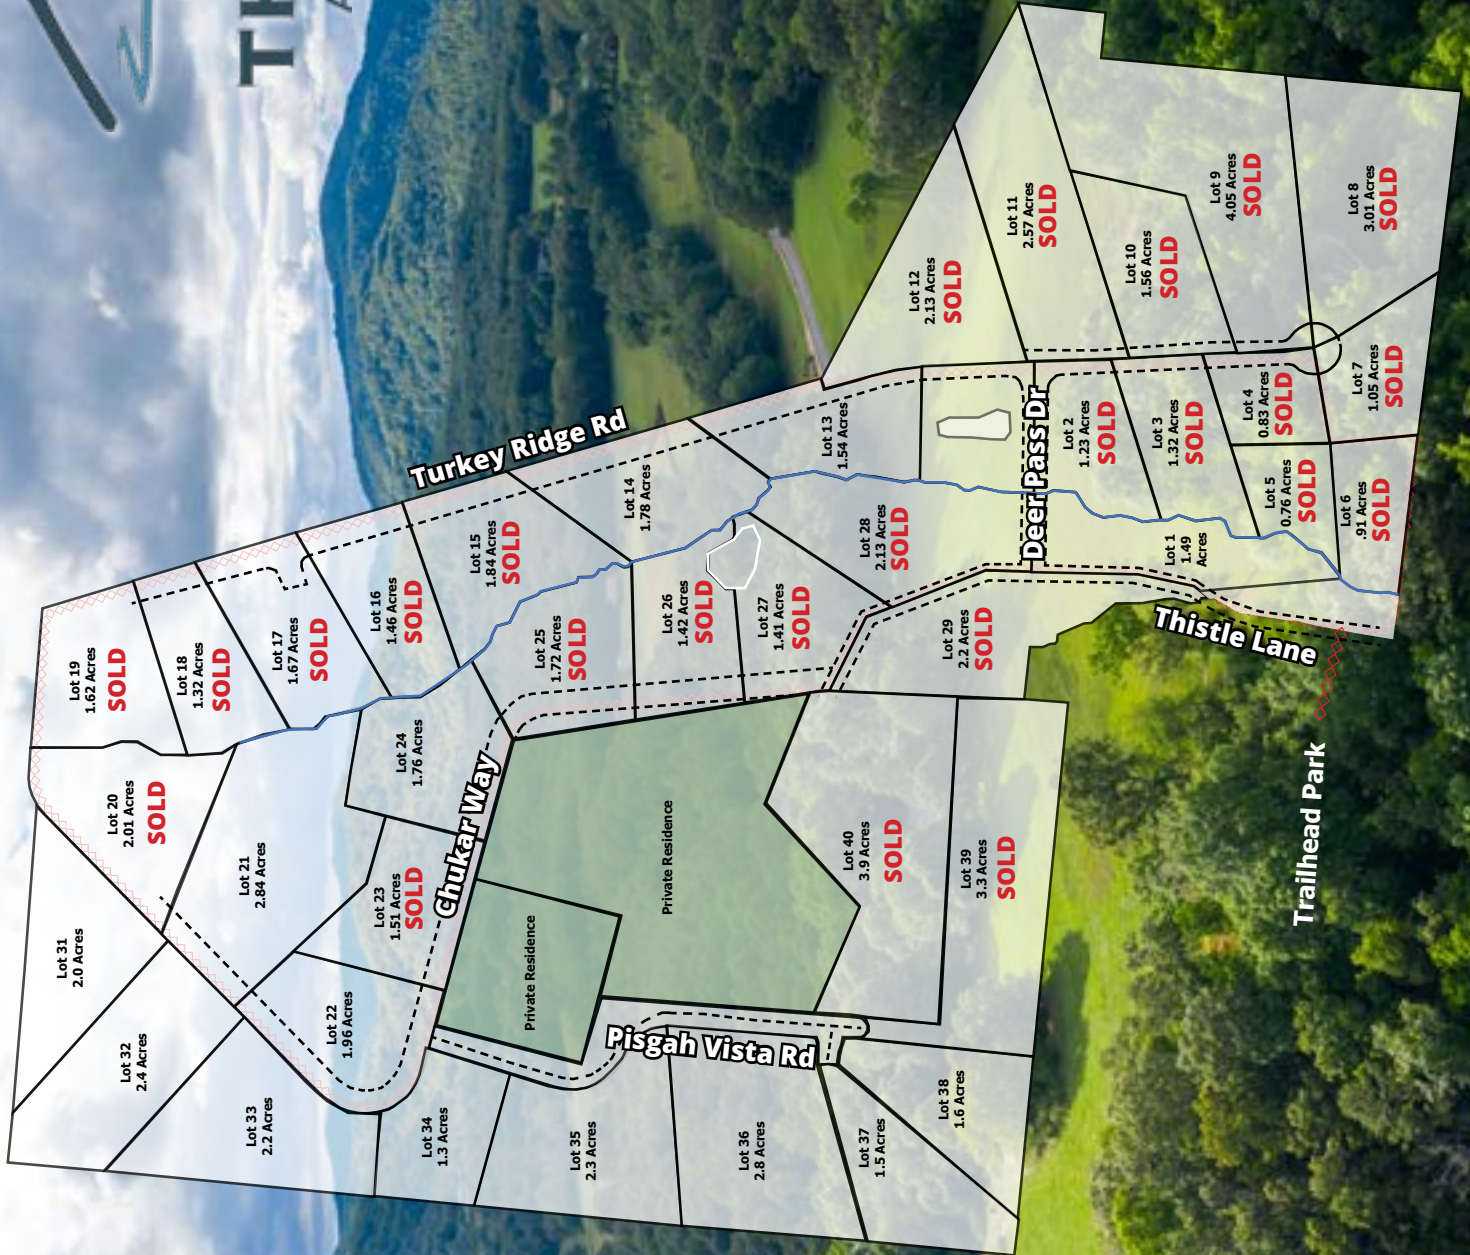 Lot 31
2.0 Acres
Lot 19
1.62 Acres
SOLD
Lot 32
2.4 Acres
Lot 20
2.01 Acres
SOLD
Lot 18
1.32 Acres
SOLD
Lot 33
2.2 Acres
Lot 21
2.84 Acres
Lot 17
1.67 Acres
SOLD
Lot 22
1.96 Acres
Lot 23
1.51 Acres
SOLD
Lot 24
1.76 Acres
Lot 16
1.46 Acres
SOLD
Turkey Ridge Rd
Lot 34
1.3 Acres
Chukar Way
Lot 15
1.84 Acres
SOLD
Private Residence
Lot 25
1.72 Acres
SOLD
Lot 35
2.3 Acres
Lot 14
1.78 Acres
Private Residence
Lot 26
1.42 Acres
SOLD
Pisgah Vista Rd
Lot 36
2.8 Acres
Lot 27
1.41 Acres
SOLD
Lot 13
1.54 Acres
Lot 37
1.5 Acres
Lot 40
3.9 Acres
SOLD
Lot 28
2.13 Acres
SOLD
Lot 12
2.13 Acres
SOLD
Lot 38
1.6 Acres
Lot 39
3.3 Acres
SOLD
Lot 29
2.2 Acres
SOLD
Deer Pass Dr
Lot 11
2.57 Acres
SOLD
Lot 2
1.23 Acres
SOLD
Lot 10
1.56 Acres
SOLD
Lot 3
1.32 Acres
SOLD
Lot 1
1.49
Acres
Thistle Lane
Lot 9
4.05 Acres
SOLD
Lot 4
0.83 Acres
SOLD
Lot 5
0.76 Acres
SOLD
Trailhead Park
Lot 6
.91 Acres
SOLD
Lot 7
1.05 Acres
SOLD
Lot 8
3.01 Acres
SOLD